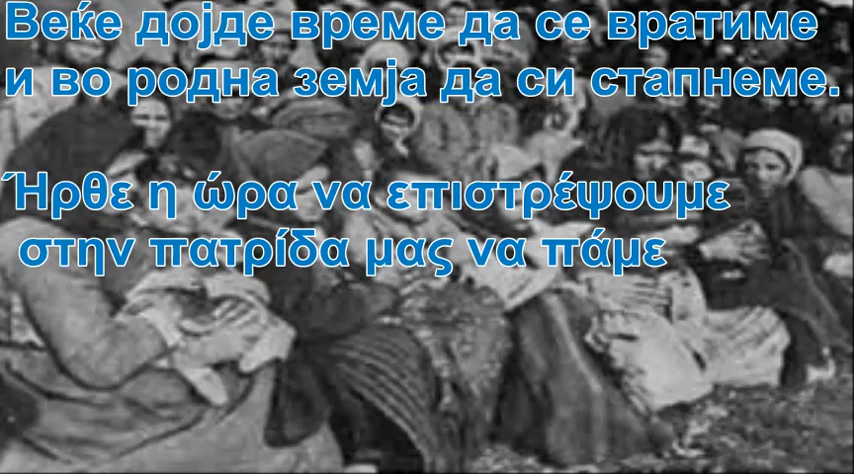 Веќе дојде време да се вратиме
и во родна земја да си стапнеме.
Ήρθε η ώρα να επιστρέψουμε
στην πατρίδα μας να πάμε